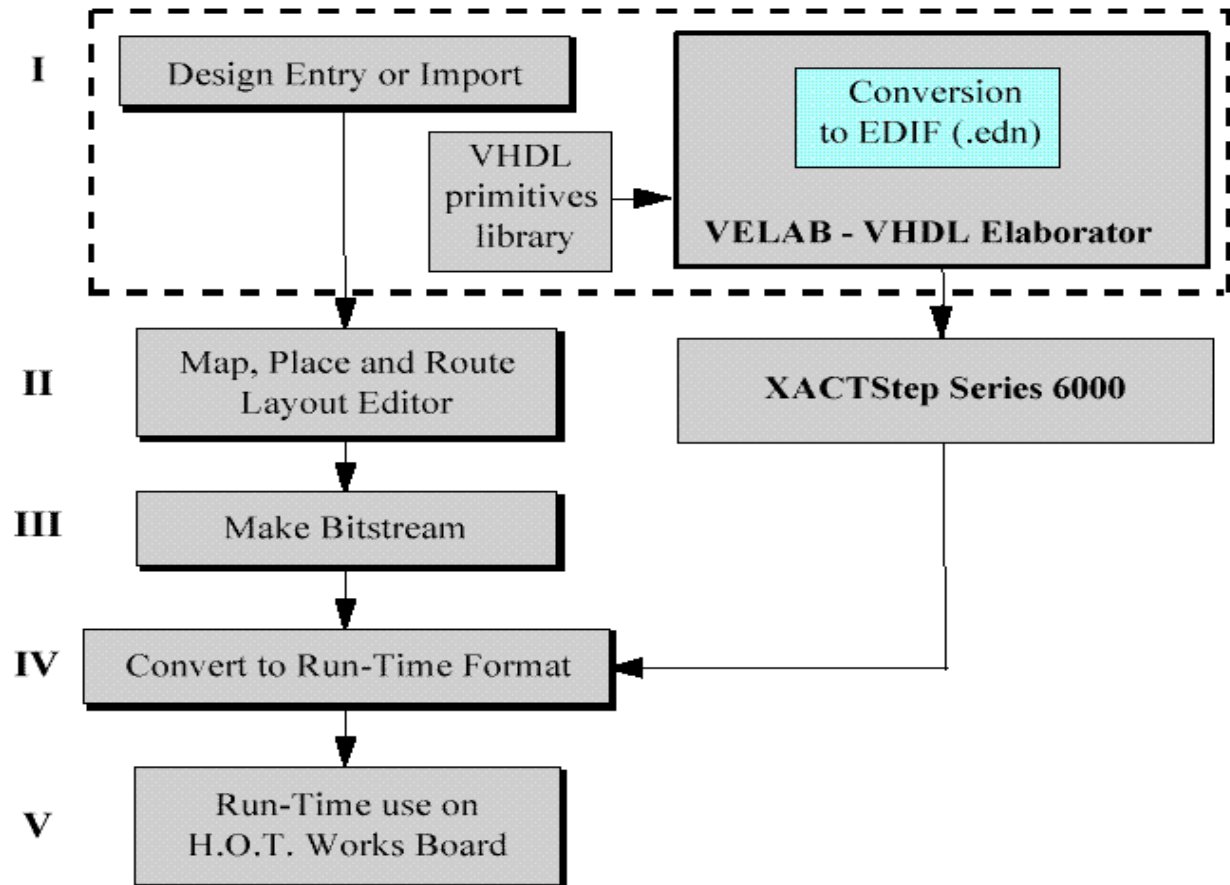 I
Design Entry or Import
Conversion
to EDIF (.edn)
VHDL
primitives
library
VELAB - VHDL Elaborator
II
Map, Place and Route
Layout Editor
XACTStep Series 6000
III
Make Bitstream
IV
Convert to Run-Time Format
V
Run-Time use on
H.O.T. Works Board